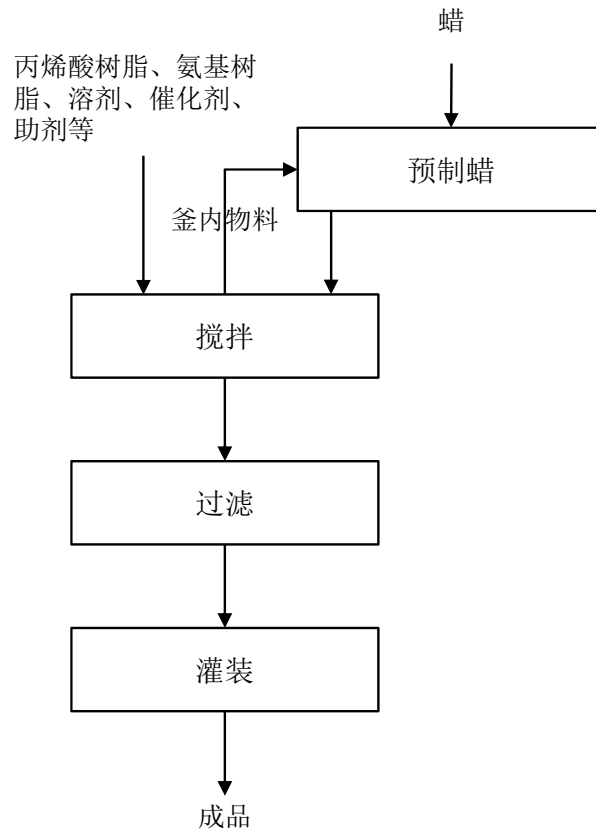 蜡
丙烯酸树脂、氨基树
脂、溶剂、催化剂、
助剂等
预制蜡
釜内物料
搅拌
过滤
灌装
成品